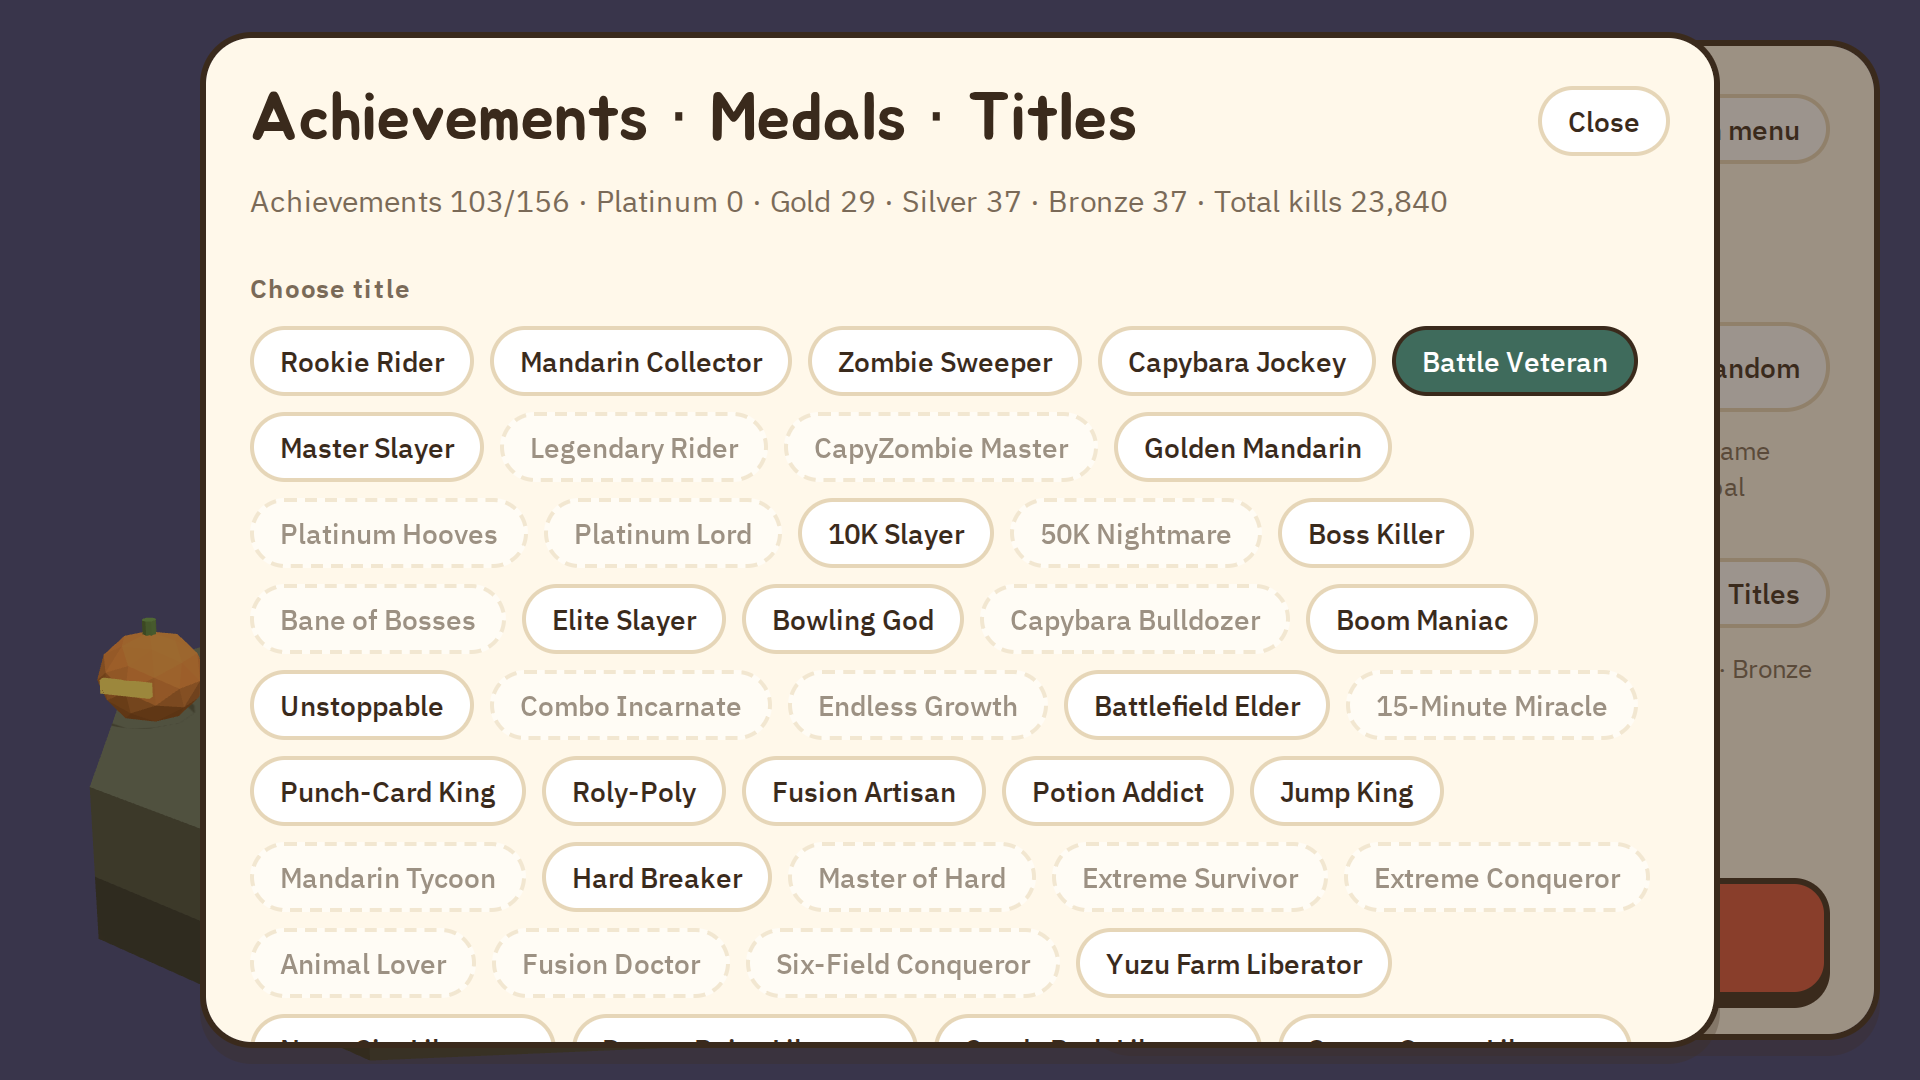 Achievements · Medals · Titles
Close
menu
Achievements 103/156 · Platinum 0 · Gold 29 · Silver 37 · Bronze 37 · Total kills 23,840
Choose title
Rookie Rider
Mandarin Collector
Zombie Sweeper
Capybara Jockey
Battle Veteran
Master Slayer
Legendary Rider
CapyZombie Master
Golden Mandarin
Platinum Hooves
Platinum Lord
10K Slayer
50K Nightmare
Boss Killer
Bane of Bosses
Elite Slayer
Bowling God
Capybara Bulldozer
Boom Maniac
Titles
Unstoppable
Combo Incarnate
Endless Growth
Battlefield Elder
15-Minute Miracle
· Bronze
Punch-Card King
Roly-Poly
Fusion Artisan
Potion Addict
Jump King
Mandarin Tycoon
Hard Breaker
Master of Hard
Extreme Survivor
Extreme Conqueror
Animal Lover
Fusion Doctor
Six-Field Conqueror
Yuzu Farm Liberator